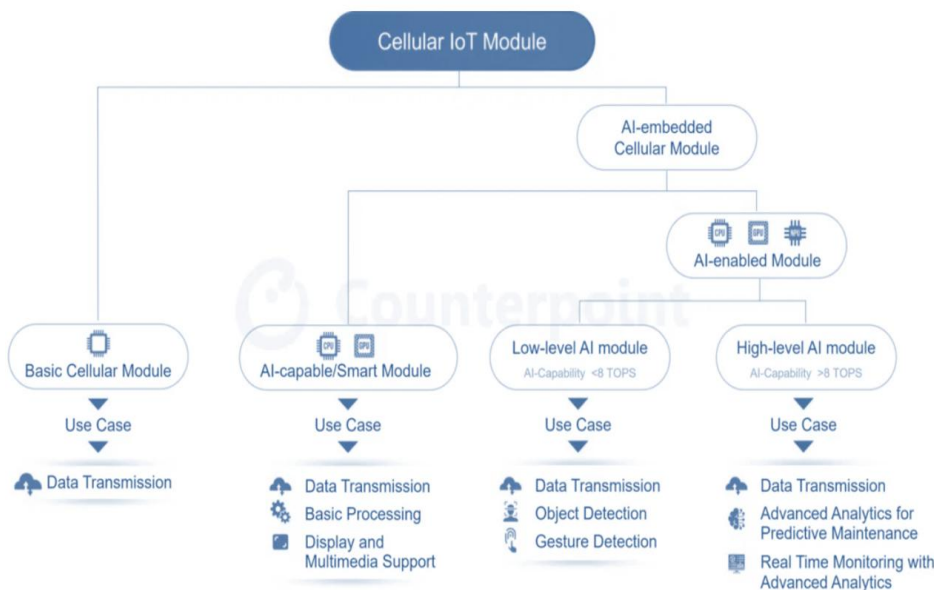 Cellular IoT Module
AI-embedded
Cellular Module
CPU GPU NPU
AI-enabled Module
Counterpoint
Basic Cellular Module
CPU GPU
AI-capable/Smart Module
Low-level AI module
AI-Capability <8 TOPS
High-level AI module
AI-Capability >8 TOPS
Use Case
Data Transmission
Use Case
Data Transmission
Basic Processing
Display and
Multimedia Support
Use Case
Data Transmission
Object Detection
Gesture Detection
Use Case
Data Transmission
Advanced Analytics for
Predictive Maintenance
Real Time Monitoring with
Advanced Analytics